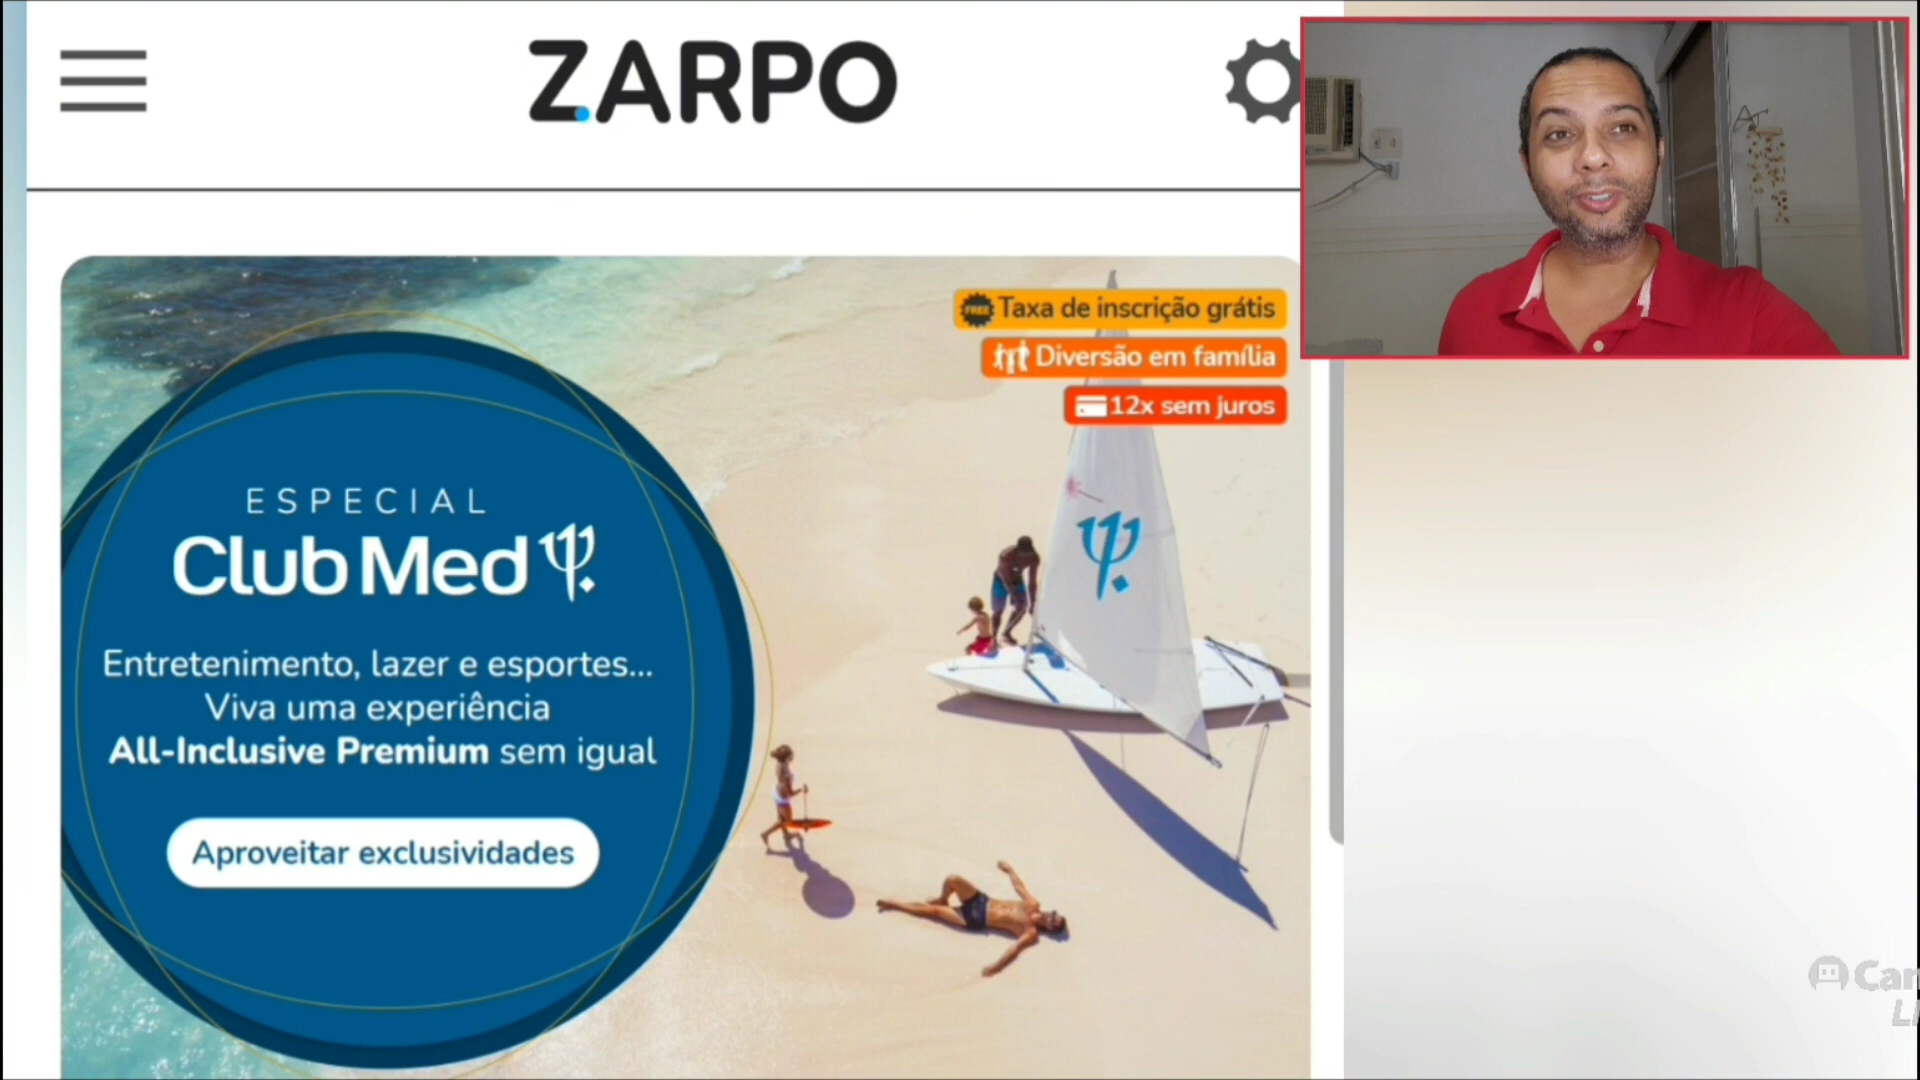 ZARPO
FREE Taxa de inscrição grátis
Diversão em família
12x sem juros
ESPECIAL
Club Med
Entretenimento, lazer e esportes...
Viva uma experiência
All-Inclusive Premium sem igual
Aproveitar exclusividades